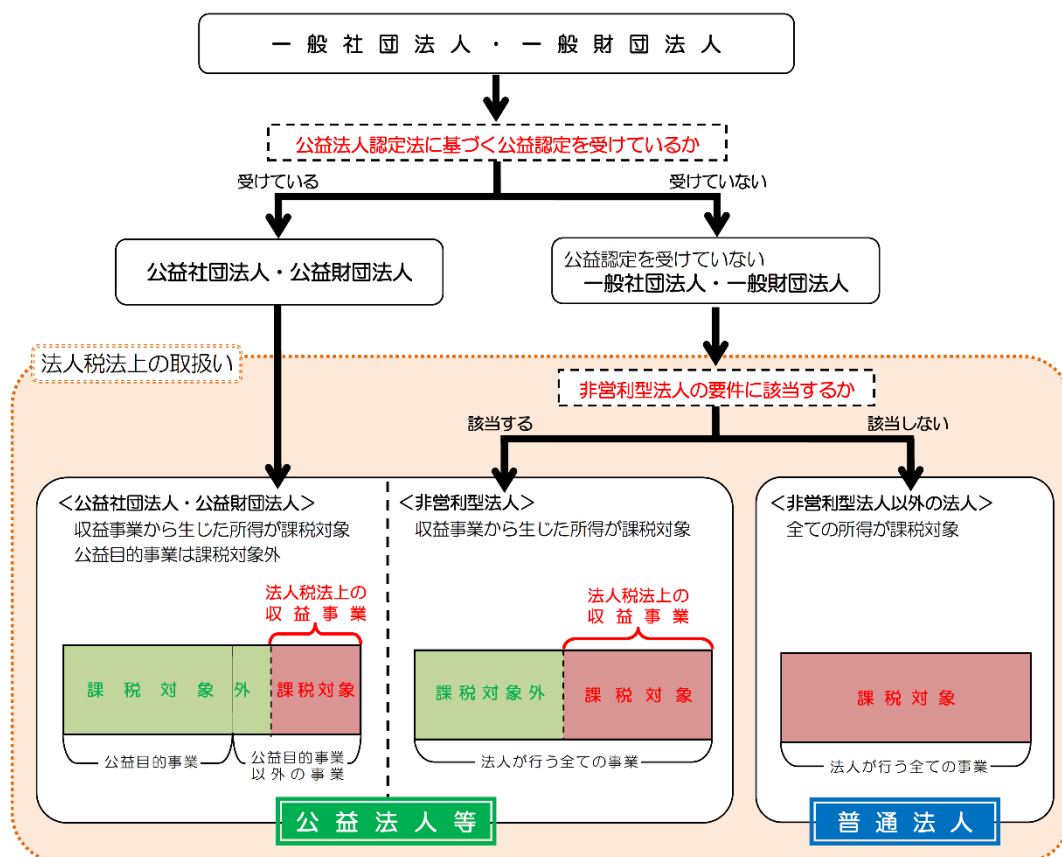 一般社団法人・一般財団法人
公益法人認定法に基づく公益認定を受けているか
受けている
受けていない
公益社団法人・公益財団法人
公益認定を受けていない
一般社団法人・一般財団法人
法人税法上の取扱い
非営利型法人の要件に該当するか
該当する
該当しない
＜公益社団法人・公益財団法人＞
収益事業から生じた所得が課税対象
公益目的事業は課税対象外
法人税法上の
収益事業
課税対象外
課税対象
公益目的事業
公益目的事業
以外の事業
＜非営利型法人＞
収益事業から生じた所得が課税対象
法人税法上の
収益事業
課税対象外
課税対象
法人が行う全ての事業
公益法人等
＜非営利型法人以外の法人＞
全ての所得が課税対象
課税対象
法人が行う全ての事業
普通法人